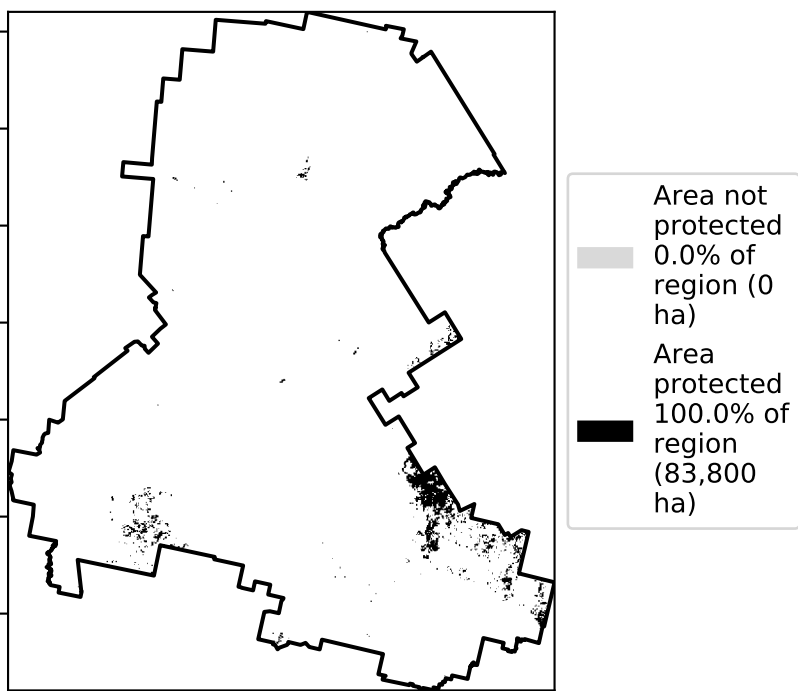 Area not
protected
0.0% of
region (0
ha)
Area
protected
100.0% of
region
(83,800
ha)